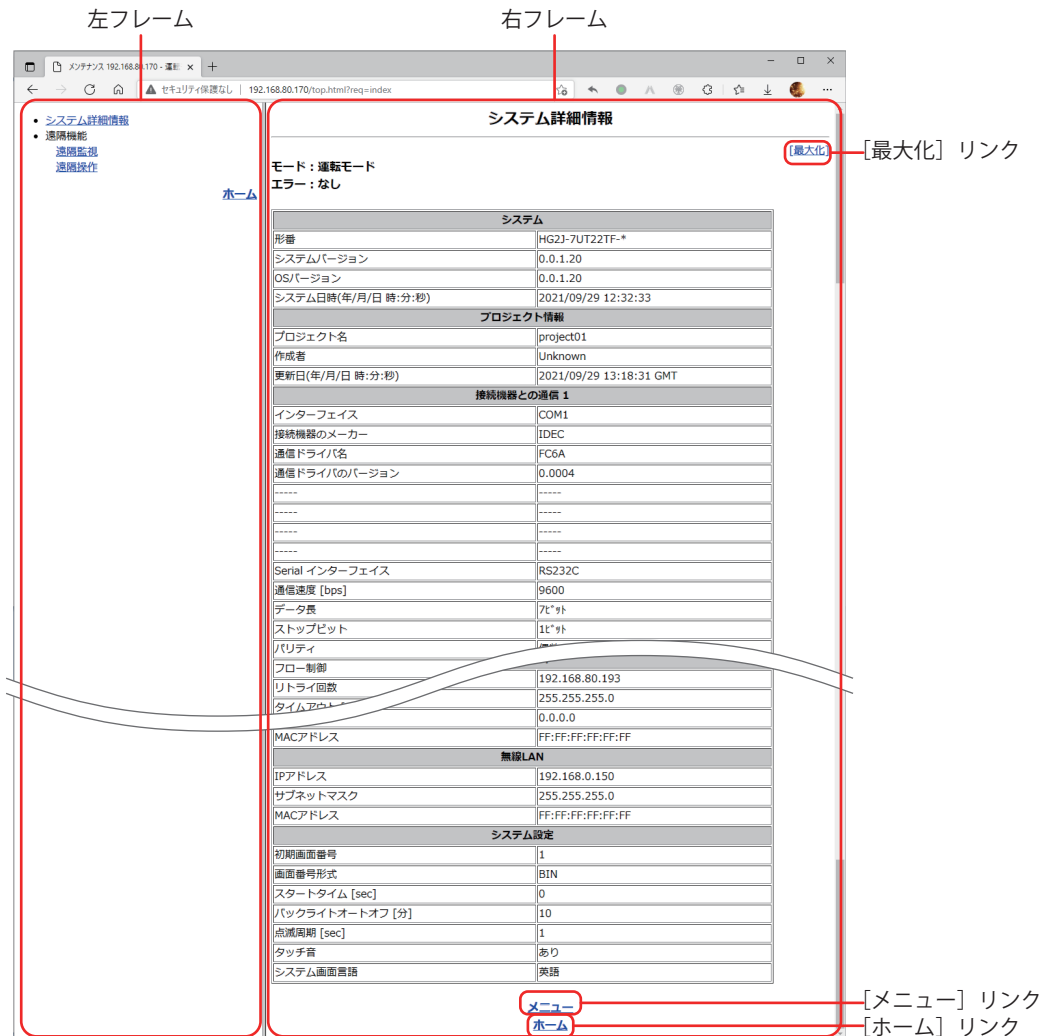 左フレーム
右フレーム
メンテナンス 192.168.80.170 - 運転
セキュリティ保護なし | 192.168.80.170/top.html?req=index
・ システム詳細情報
・ 遠隔機能
遠隔監視
遠隔操作
ホーム
システム詳細情報
[最大化]
[最大化] リンク
モード:運転モード
エラー:なし
システム
形番 HG2J-7UT22TF-*
システムバージョン 0.0.1.20
OSバージョン 0.0.1.20
システム日時(年/月/日 時:分:秒) 2021/09/29 12:32:33
プロジェクト情報
プロジェクト名 project01
作成者 Unknown
更新日(年/月/日 時:分:秒) 2021/09/29 13:18:31 GMT
接続機器との通信 1
インターフェイス COM1
接続機器のメーカー IDEC
通信ドライバ名 FC6A
通信ドライバのバージョン 0.0004
----- -----
----- -----
----- -----
----- -----
Serial インターフェイス RS232C
通信速度 [bps] 9600
データ長 7ﾋﾞｯﾄ
ストップビット 1ﾋﾞｯﾄ
パリティ
フロー制御
192.168.80.193
リトライ回数
255.255.255.0
タイムアウト
0.0.0.0
MACアドレス FF:FF:FF:FF:FF:FF
無線LAN
IPアドレス 192.168.0.150
サブネットマスク 255.255.255.0
MACアドレス FF:FF:FF:FF:FF:FF
システム設定
初期画面番号 1
画面番号形式 BIN
スタートタイム [sec] 0
バックライトオートオフ [分] 10
点滅周期 [sec] 1
タッチ音 あり
システム画面言語 英語
メニュー
[メニュー] リンク
ホーム
[ホーム] リンク